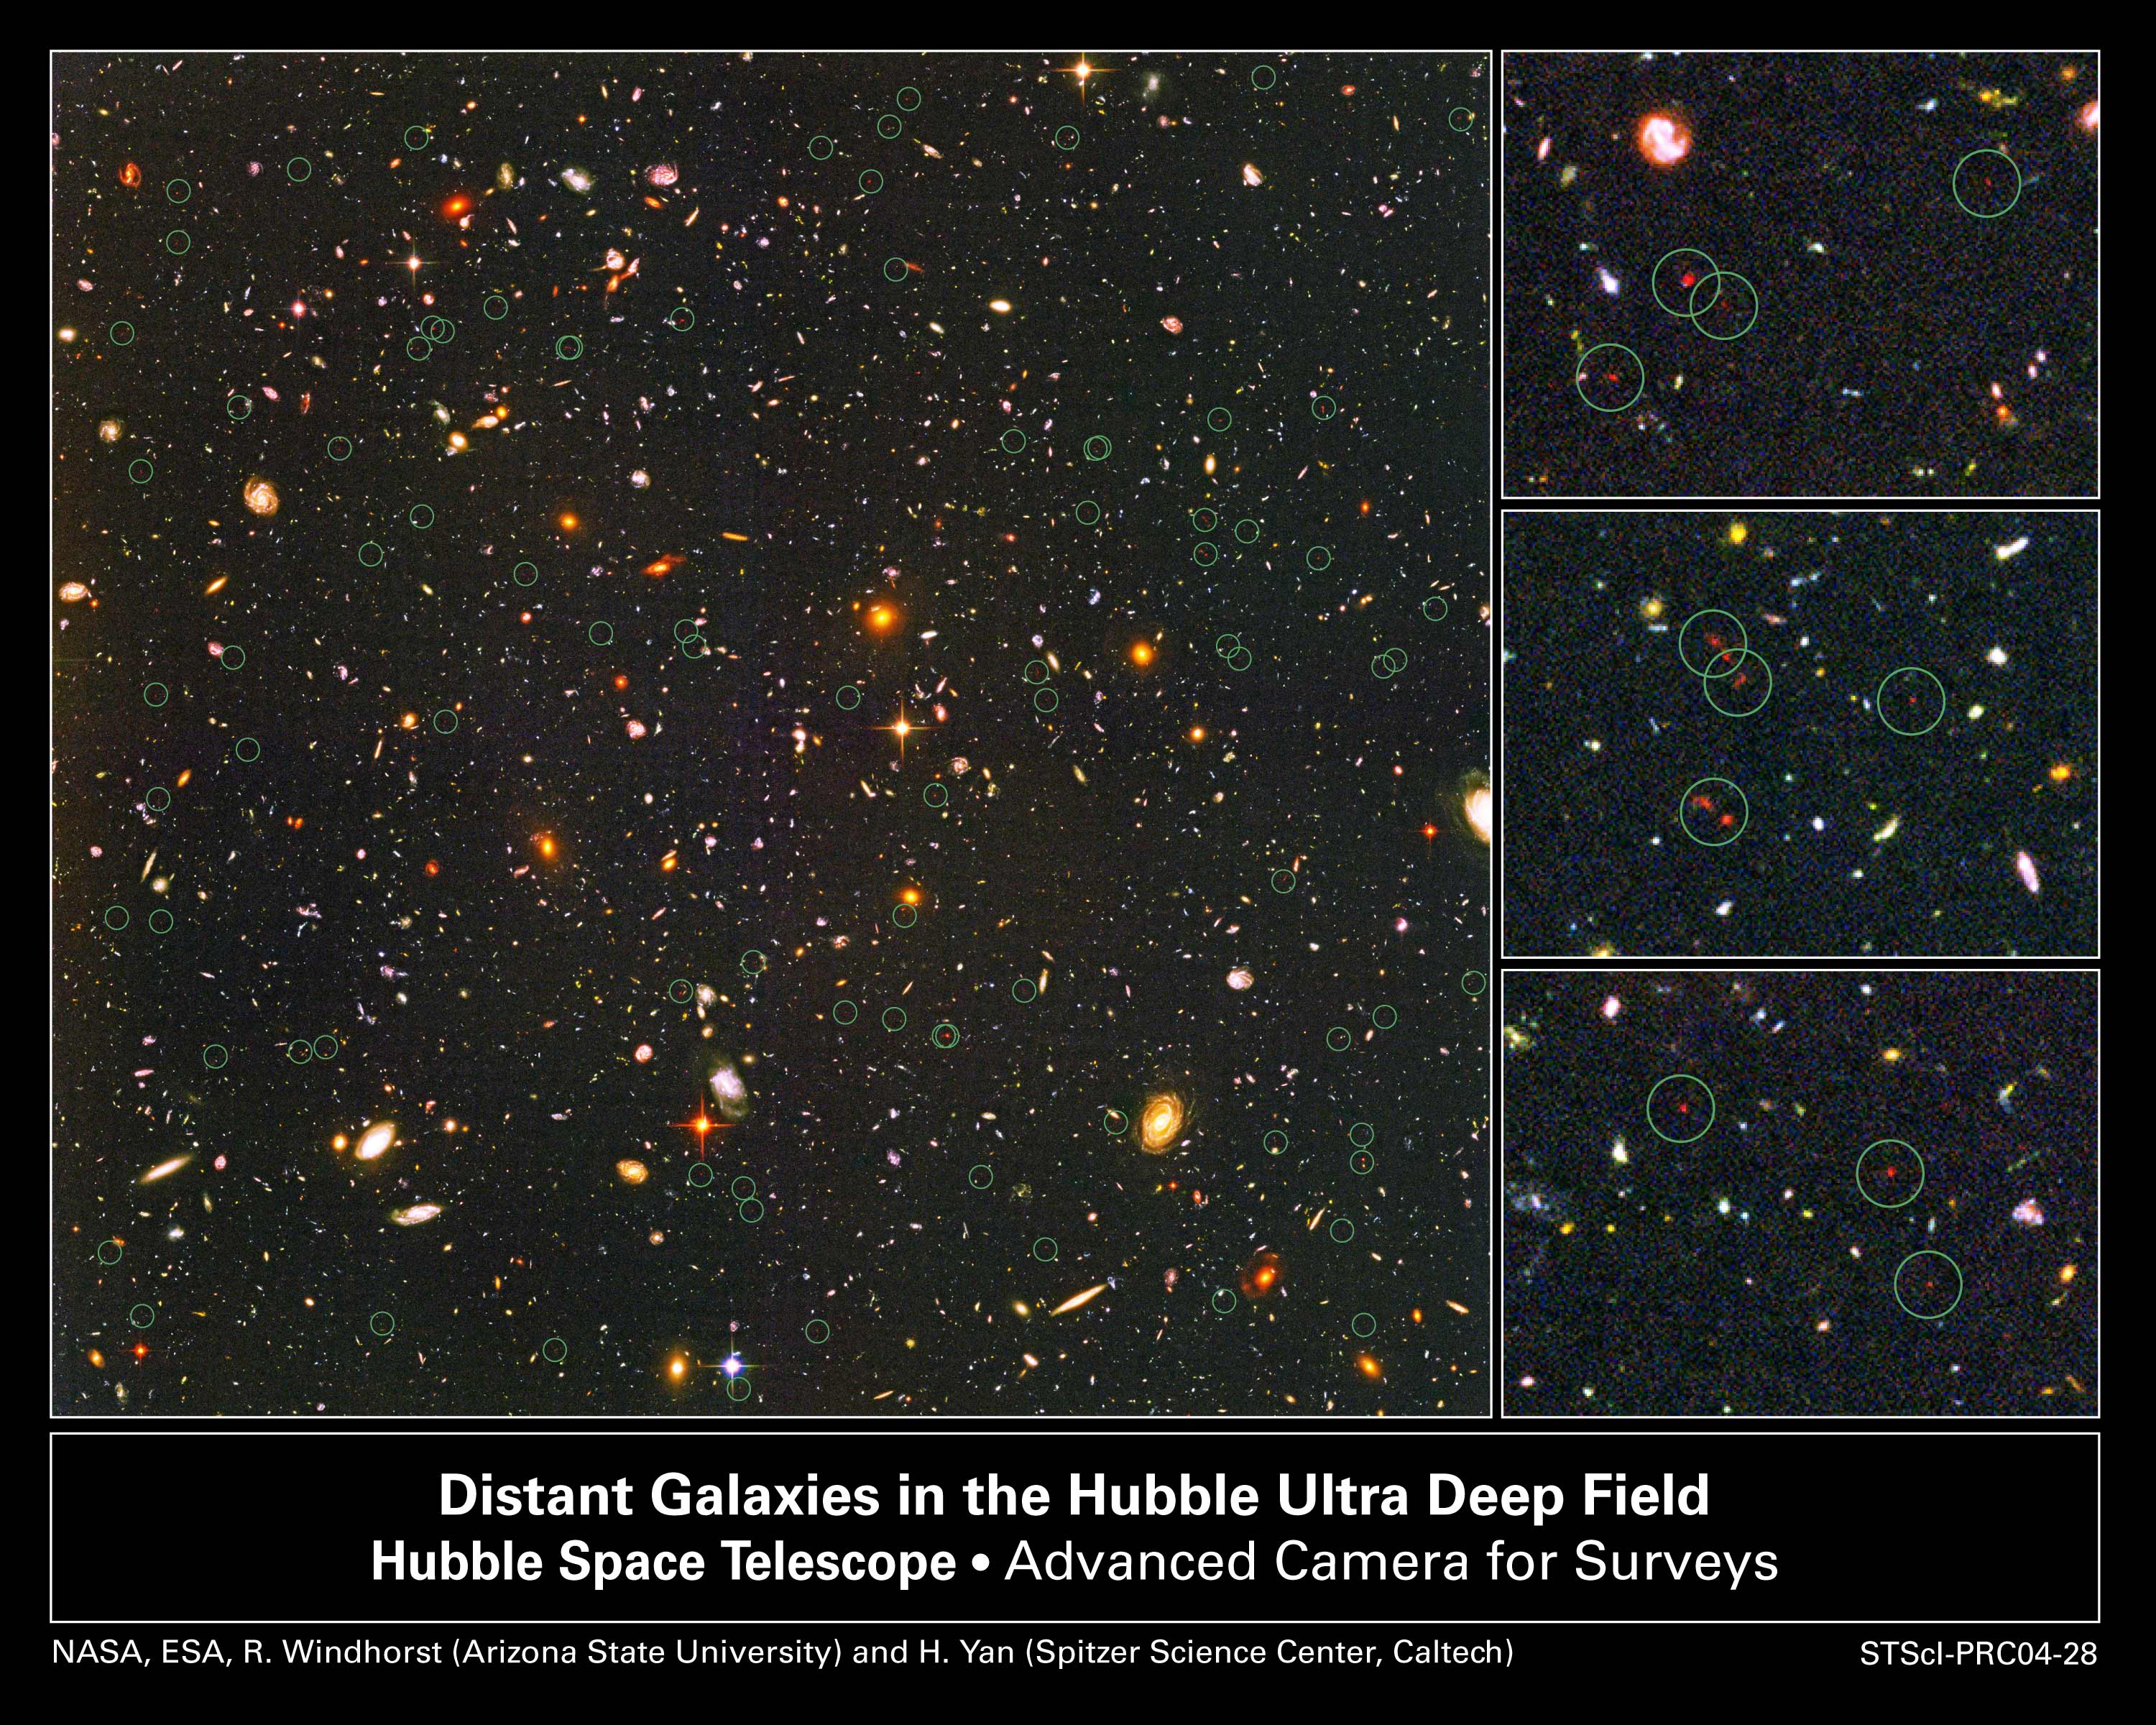 Distant Galaxies in the Hubble Ultra Deep Field
Hubble Space Telescope • Advanced Camera for Surveys
NASA, ESA, R. Windhorst (Arizona State University) and H. Yan (Spitzer Science Center, Caltech)
STScI-PRC04-28